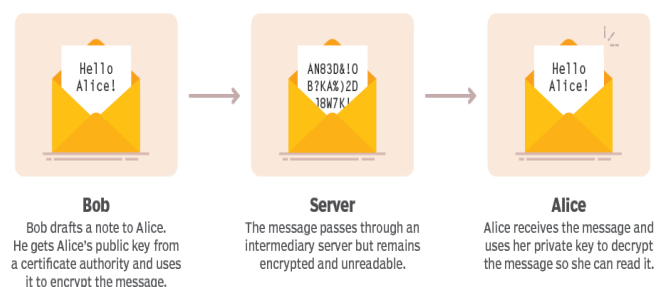 Hello
Alice!
AN83D&!O
B?KA%)2D
J8W7K!
Hello
Alice!
Bob
Bob drafts a note to Alice.
He gets Alice's public key from
a certificate authority and uses
it to encrypt the message.
Server
The message passes through an
intermediary server but remains
encrypted and unreadable.
Alice
Alice receives the message and
uses her private key to decrypt
the message so she can read it.